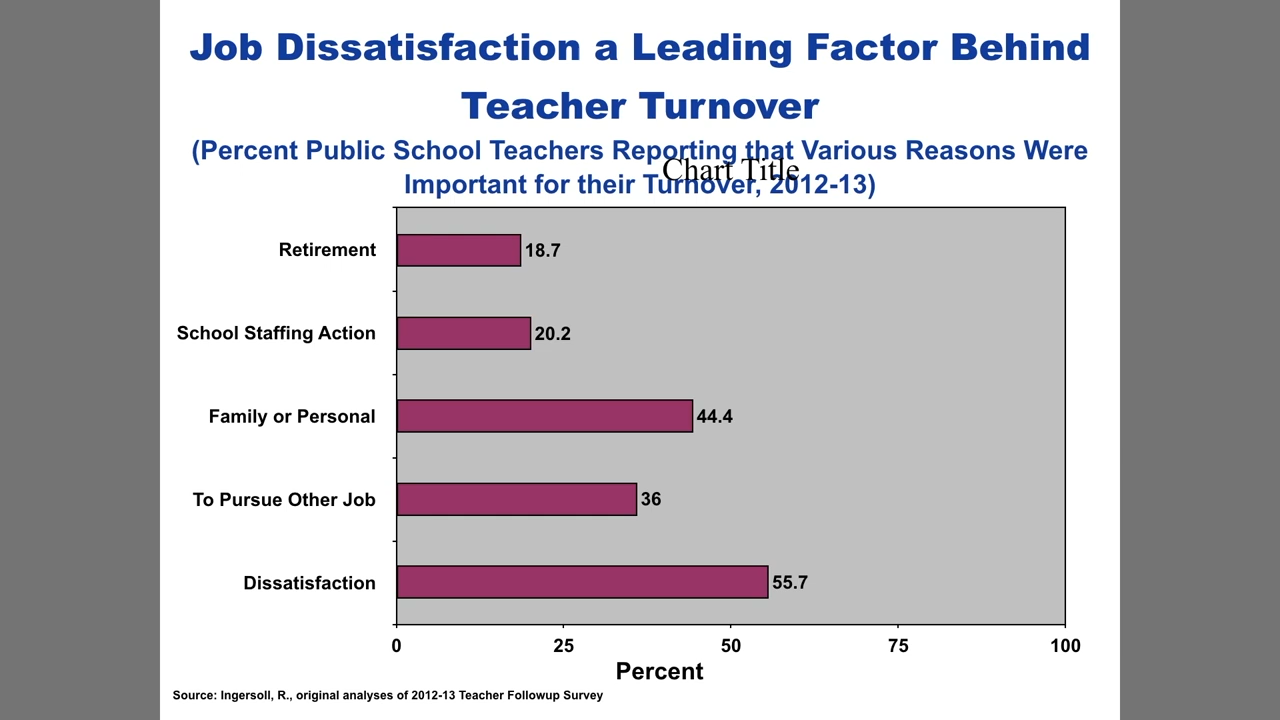 Job Dissatisfaction a Leading Factor Behind
Teacher Turnover
(Percent Public School Teachers Reporting that Various Reasons Were
Chart Title
Important for their Turnover, 2012-13)
Retirement 18.7
School Staffing Action 20.2
Family or Personal 44.4
To Pursue Other Job 36
Dissatisfaction 55.7
0 25 50 75 100
Percent
Source: Ingersoll, R., original analyses of 2012-13 Teacher Followup Survey